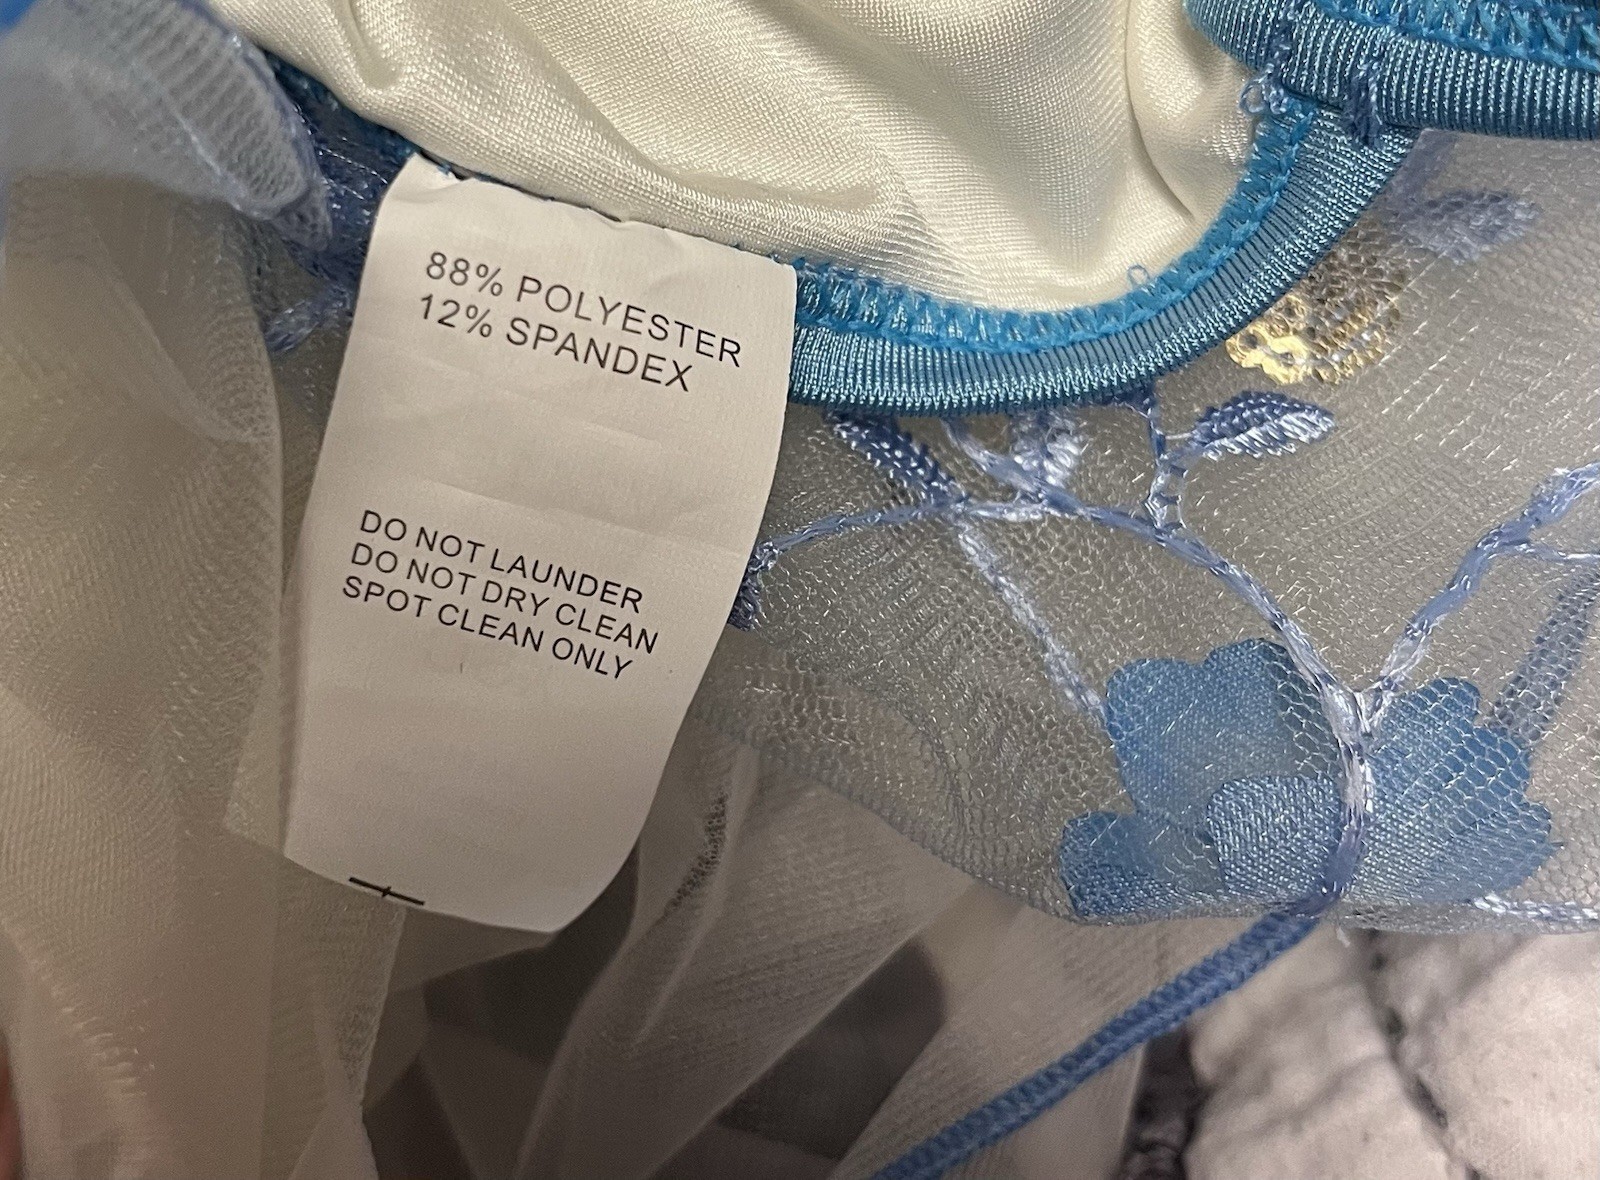 88% POLYESTER
12% SPANDEX
DO NOT LAUNDER
DO NOT DRY CLEAN
SPOT CLEAN ONLY